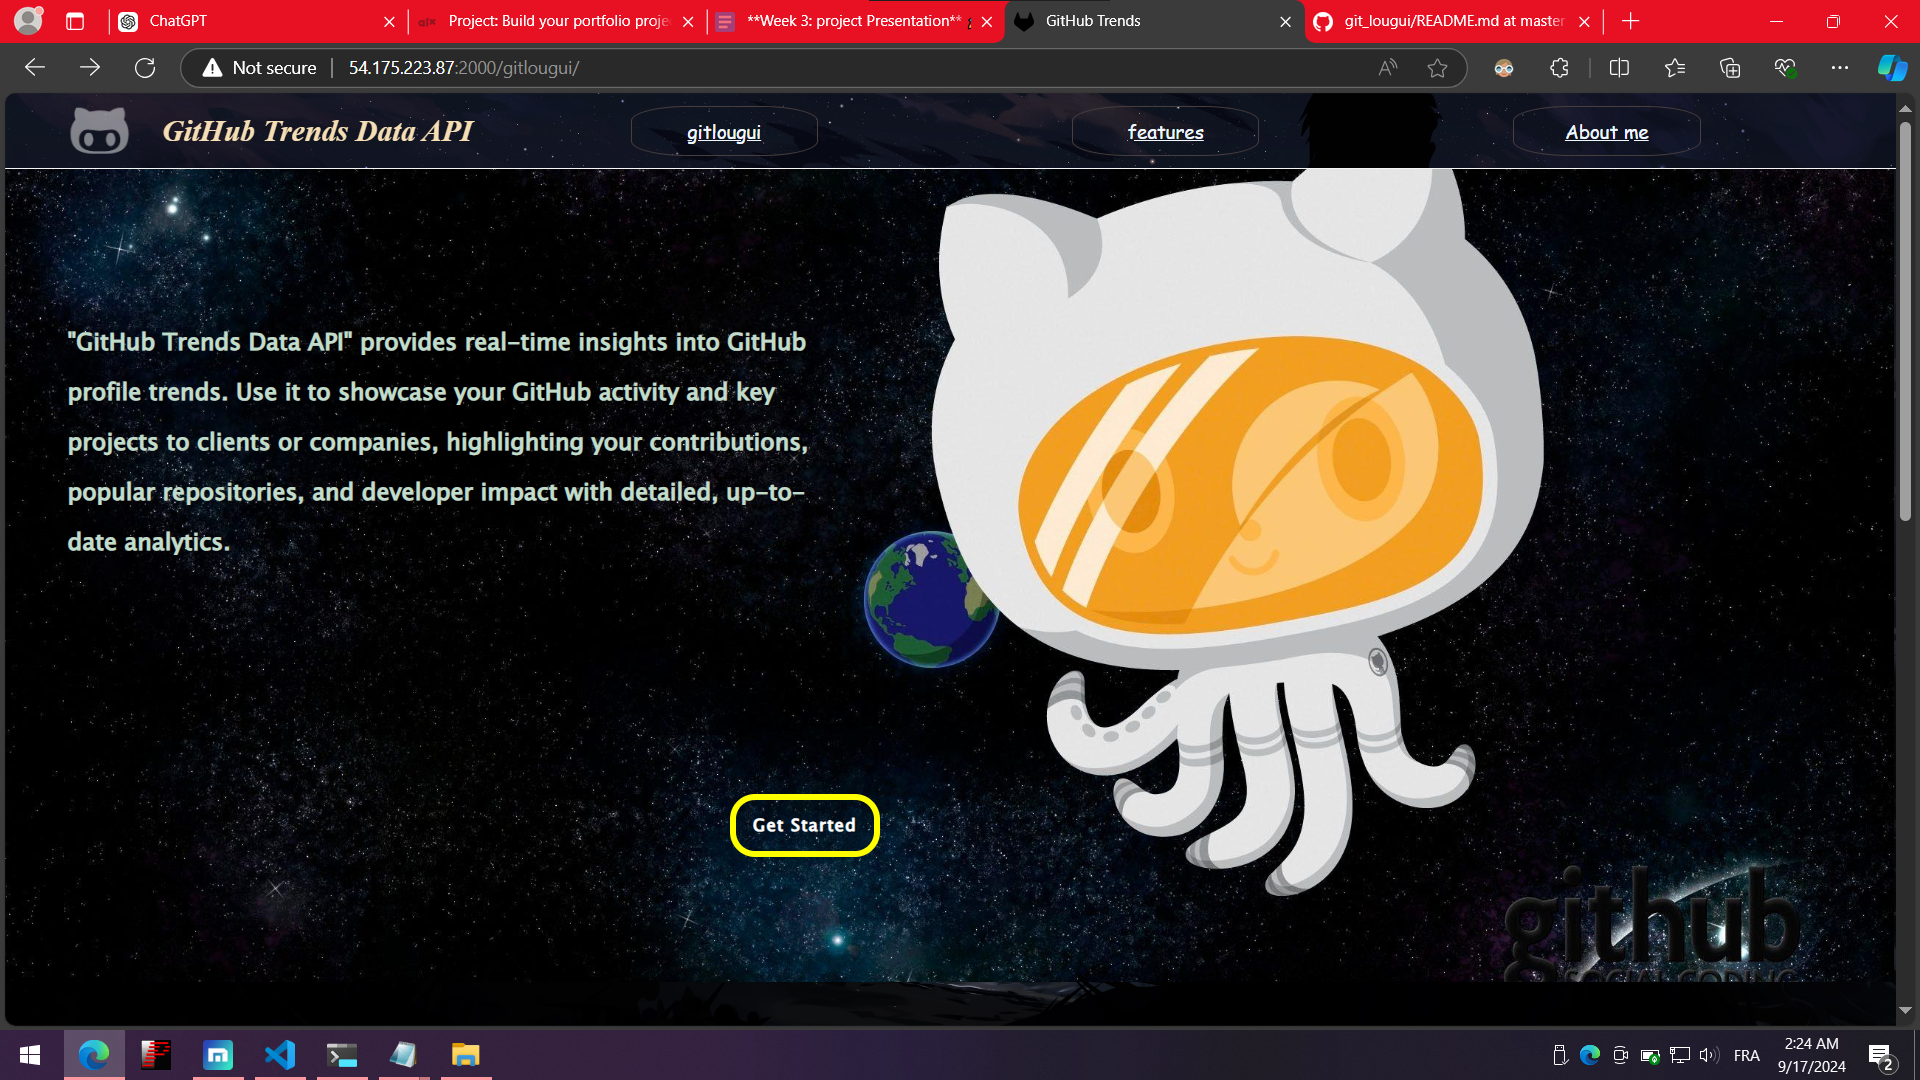 ChatGPT
Project: Build your portfolio proje
**Week 3: project Presentation**
GitHub Trends
git_lougui/README.md at master
Not secure
54.175.223.87:2000/gitlougui/
GitHub Trends Data API
gitlougui
features
About me
"GitHub Trends Data API" provides real-time insights into GitHub
profile trends. Use it to showcase your GitHub activity and key
projects to clients or companies, highlighting your contributions,
popular repositories, and developer impact with detailed, up-to-
date analytics.
Get Started
github
SOCIAL CODING
FRA
2:24 AM
9/17/2024
2